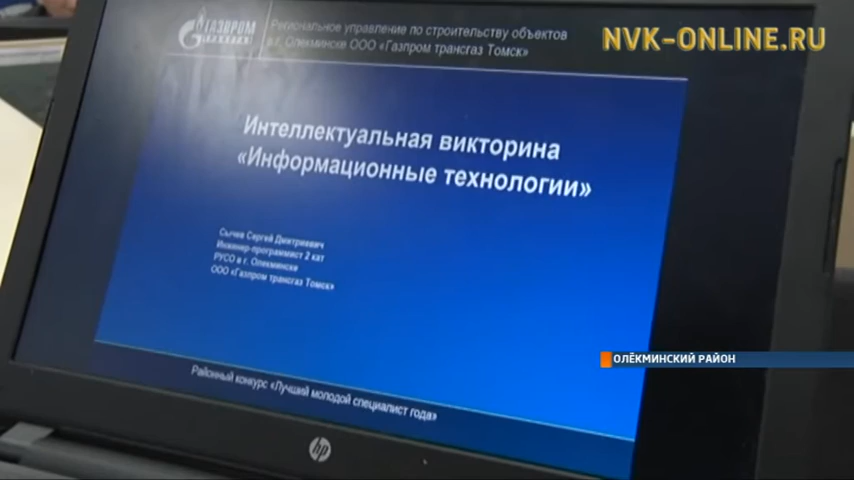 NVK-ONLINE.RU
ГАЗПРОМ
Региональное управление по строительству объектов
в г. Олекминске ООО «Газпром трансгаз Томск»
Интеллектуальная викторина
«Информационные технологии»
Сычев Сергей Дмитриевич
Инженер-программист 2 кат
РУСО в г. Олекминске
ООО «Газпром трансгаз Томск»
ОЛЁКМИНСКИЙ РАЙОН
Районный конкурс «Лучший молодой специалист года»
hp